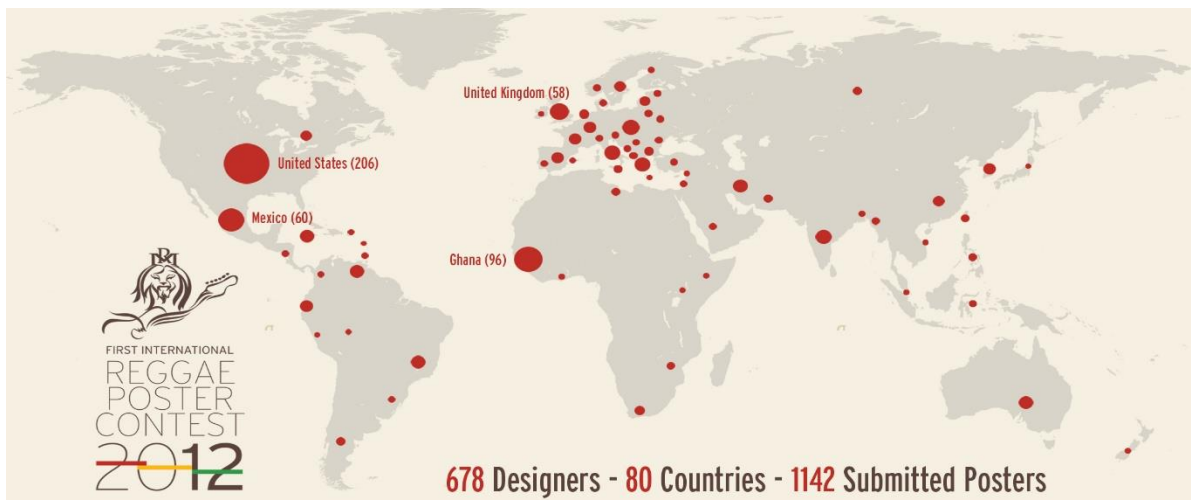 United Kingdom (58)
United States (206)
Mexico (60)
Ghana (96)
FIRST INTERNATIONAL
REGGAE
POSTER
CONTEST
2012
678 Designers - 80 Countries - 1142 Submitted Posters